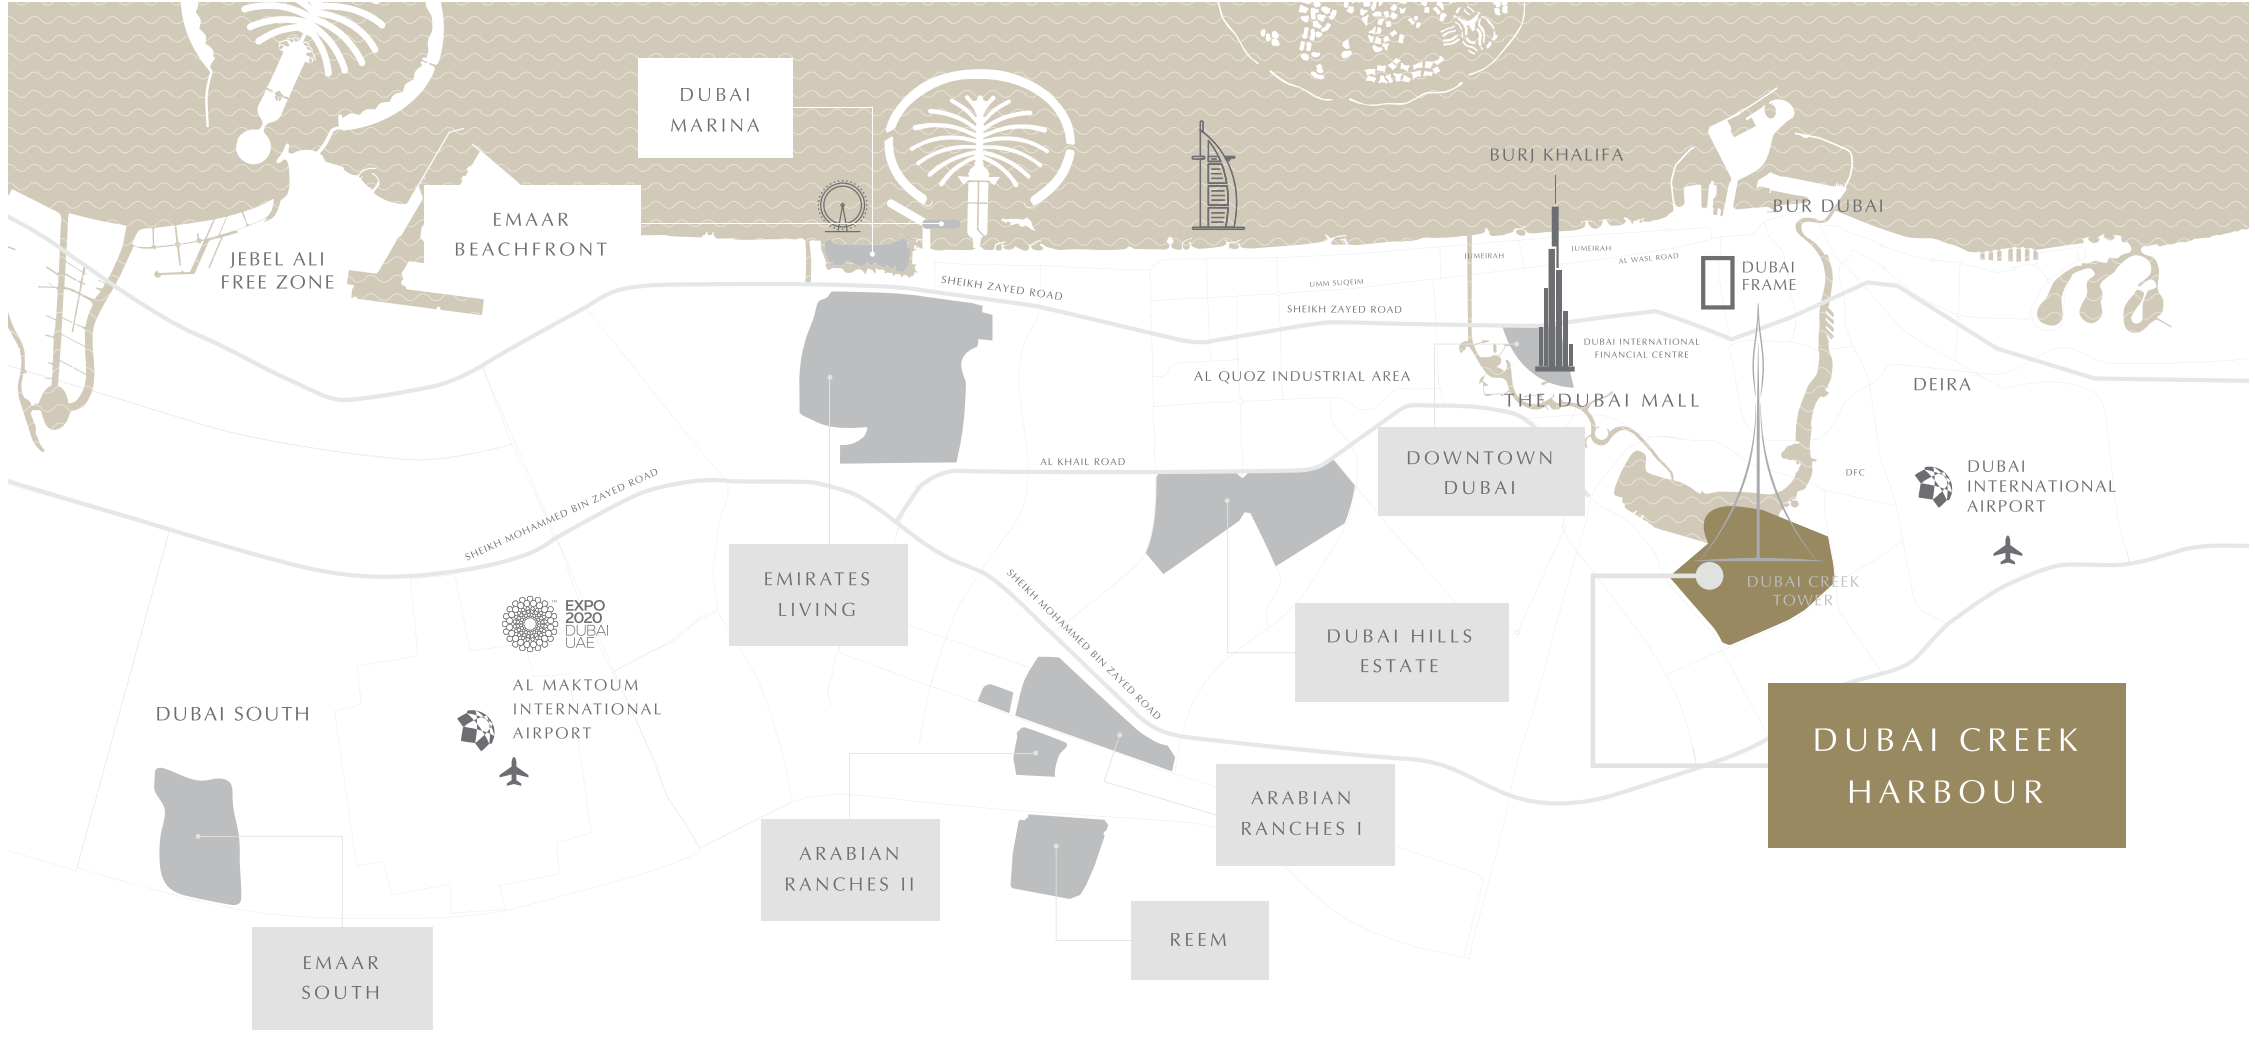 DUBAI
MARINA
BURJ KHALIFA
BUR DUBAI
EMAAR
BEACHFRONT
JEBEL ALI
FREE ZONE
JUMEIRAH
JUMEIRAH
AL WASL ROAD
DUBAI
FRAME
SHEIKH ZAYED ROAD
UMM SUQEIM
SHEIKH ZAYED ROAD
DUBAI INTERNATIONAL
FINANCIAL CENTRE
AL QUOZ INDUSTRIAL AREA
DEIRA
THE DUBAI MALL
AL KHAIL ROAD
DOWNTOWN
DUBAI
DFC
DUBAI
INTERNATIONAL
AIRPORT
SHEIKH MOHAMMED BIN ZAYED ROAD
EMIRATES
LIVING
DUBAI CREEK
TOWER
EXPO
2020
DUBAI
UAE
™
SHEIKH MOHAMMED BIN ZAYED ROAD
DUBAI HILLS
ESTATE
AL MAKTOUM
INTERNATIONAL
AIRPORT
DUBAI SOUTH
DUBAI CREEK
HARBOUR
ARABIAN
RANCHES I
ARABIAN
RANCHES II
REEM
EMAAR
SOUTH